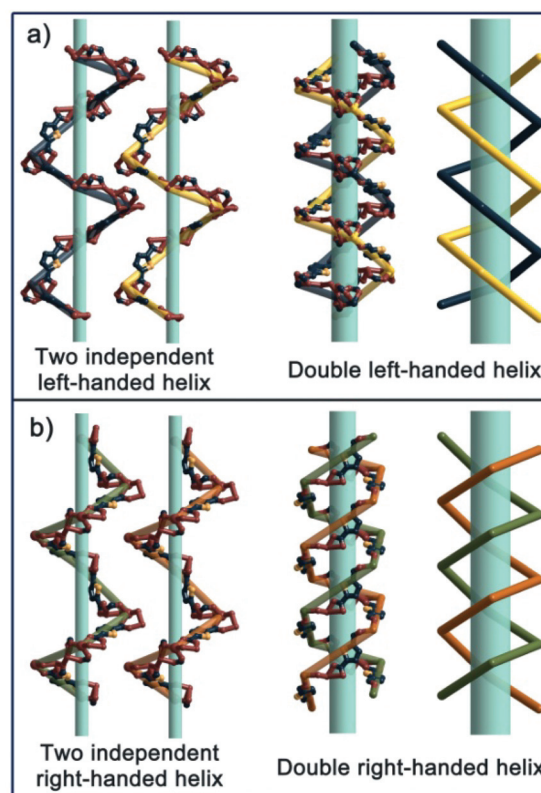 a)
Two independent
left-handed helix
Double left-handed helix
b)
Two independent
right-handed helix
Double right-handed helix